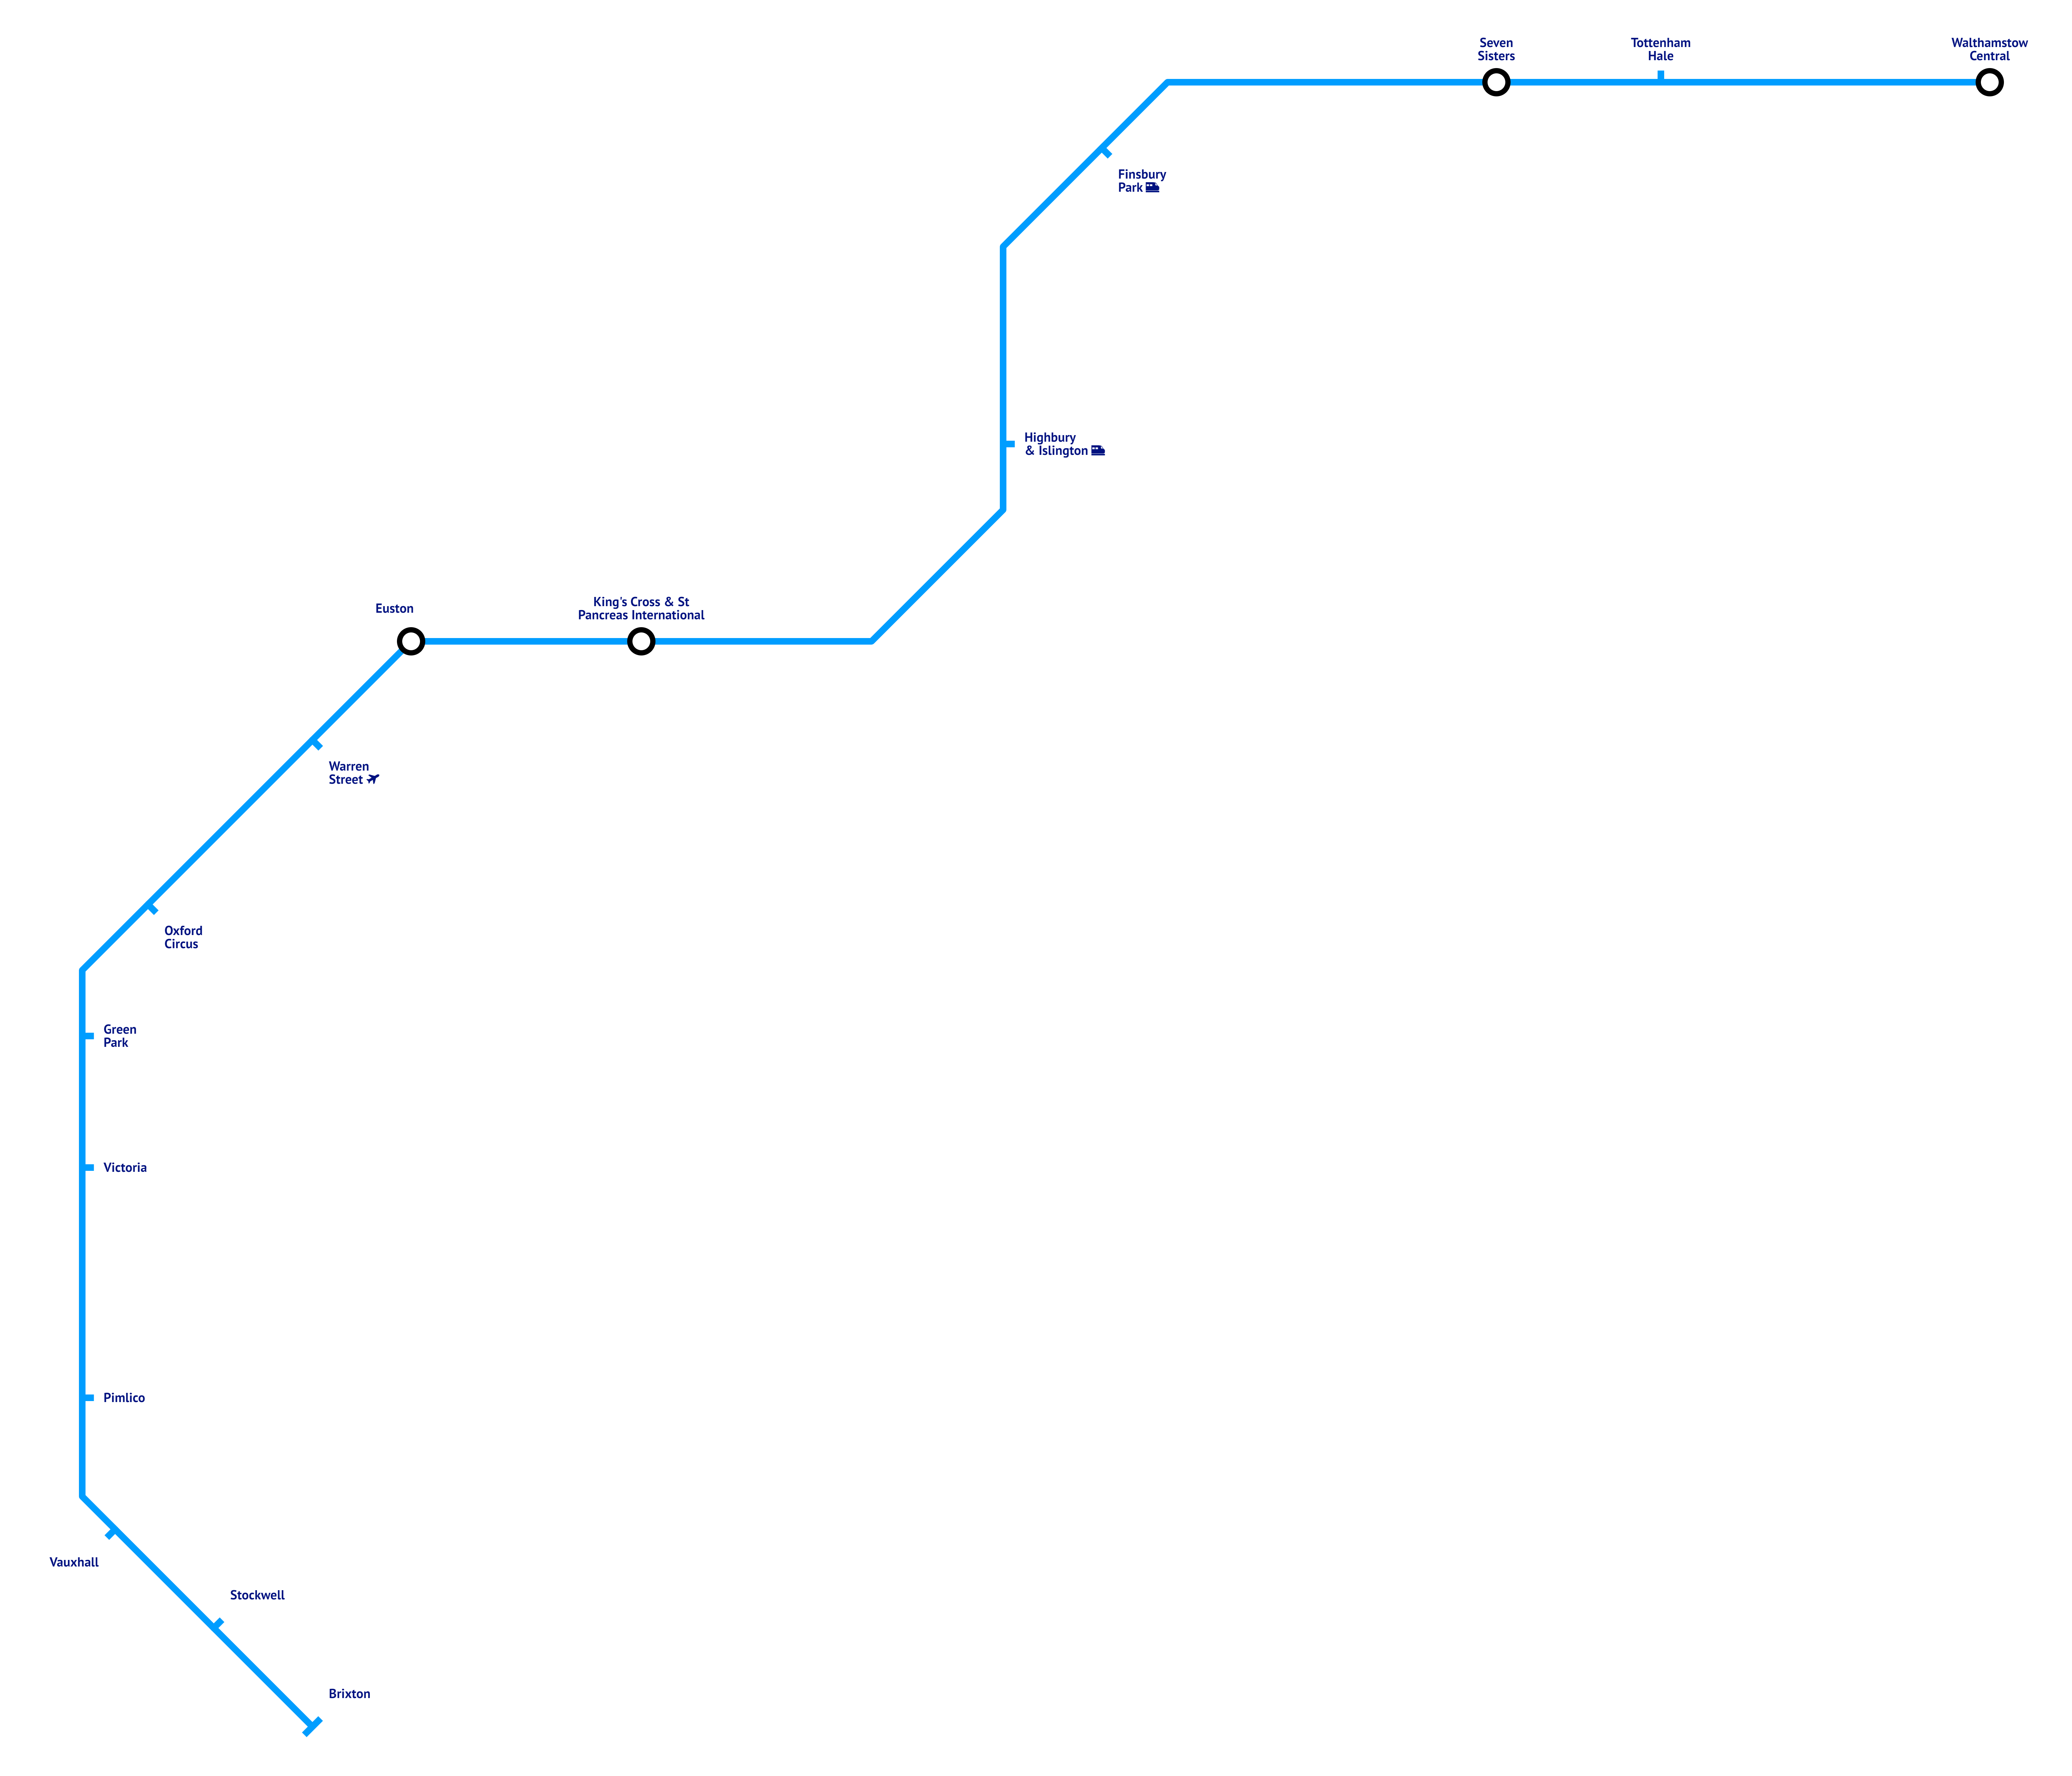 Seven
Sisters
Tottenham
Hale
Walthamstow
Central
Finsbury
Park
Highbury
& Islington
Euston
King's Cross & St
Pancreas International
Warren
Street
Oxford
Circus
Green
Park
Victoria
Pimlico
Vauxhall
Stockwell
Brixton